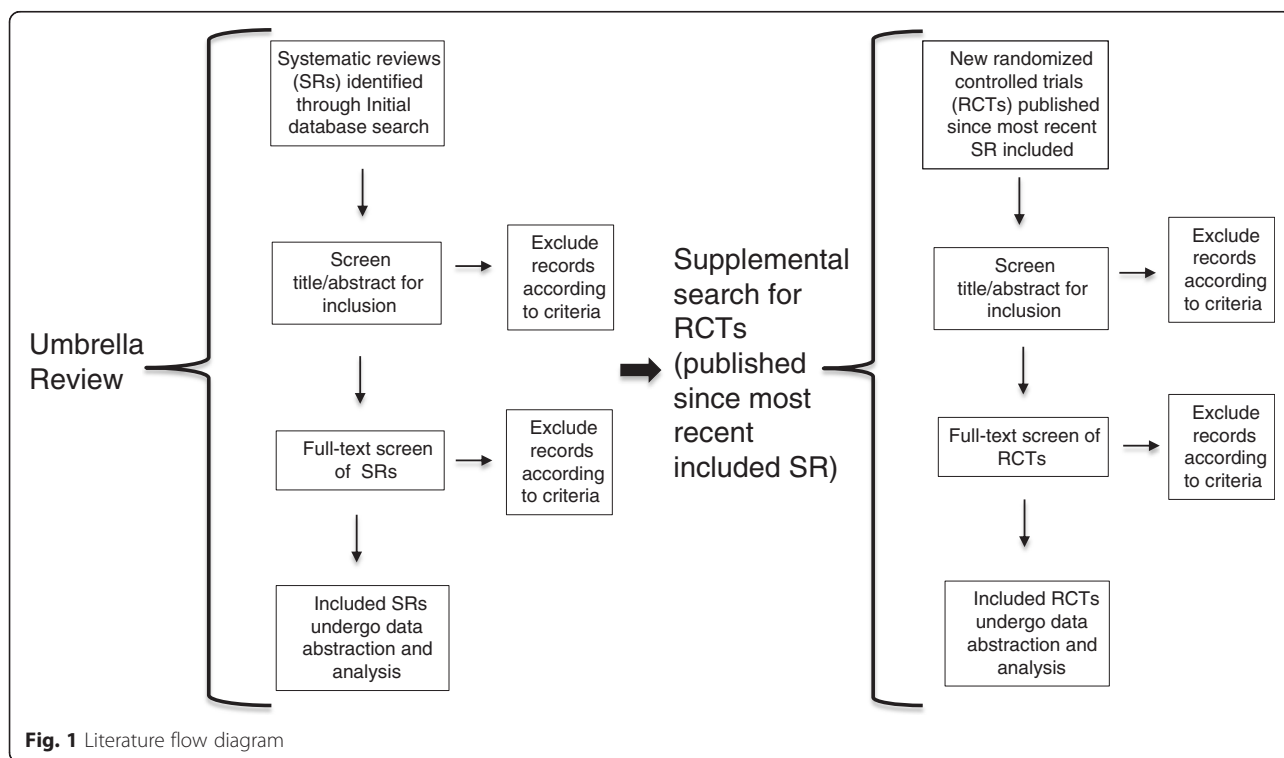 Umbrella
Review
Systematic reviews
(SRs) identified
through Initial
database search
Screen
title/abstract for
inclusion
Exclude
records
according
to criteria
Full-text screen
of SRs
Exclude
records
according
to criteria
Included SRs
undergo data
abstraction and
analysis
Supplemental
search for
RCTs
(published
since most
recent
included SR)
New randomized
controlled trials
(RCTs) published
since most recent
SR included
Screen
title/abstract for
inclusion
Exclude
records
according
to criteria
Full-text screen of
RCTs
Exclude
records
according
to criteria
Included RCTs
undergo data
abstraction and
analysis
Fig. 1 Literature flow diagram